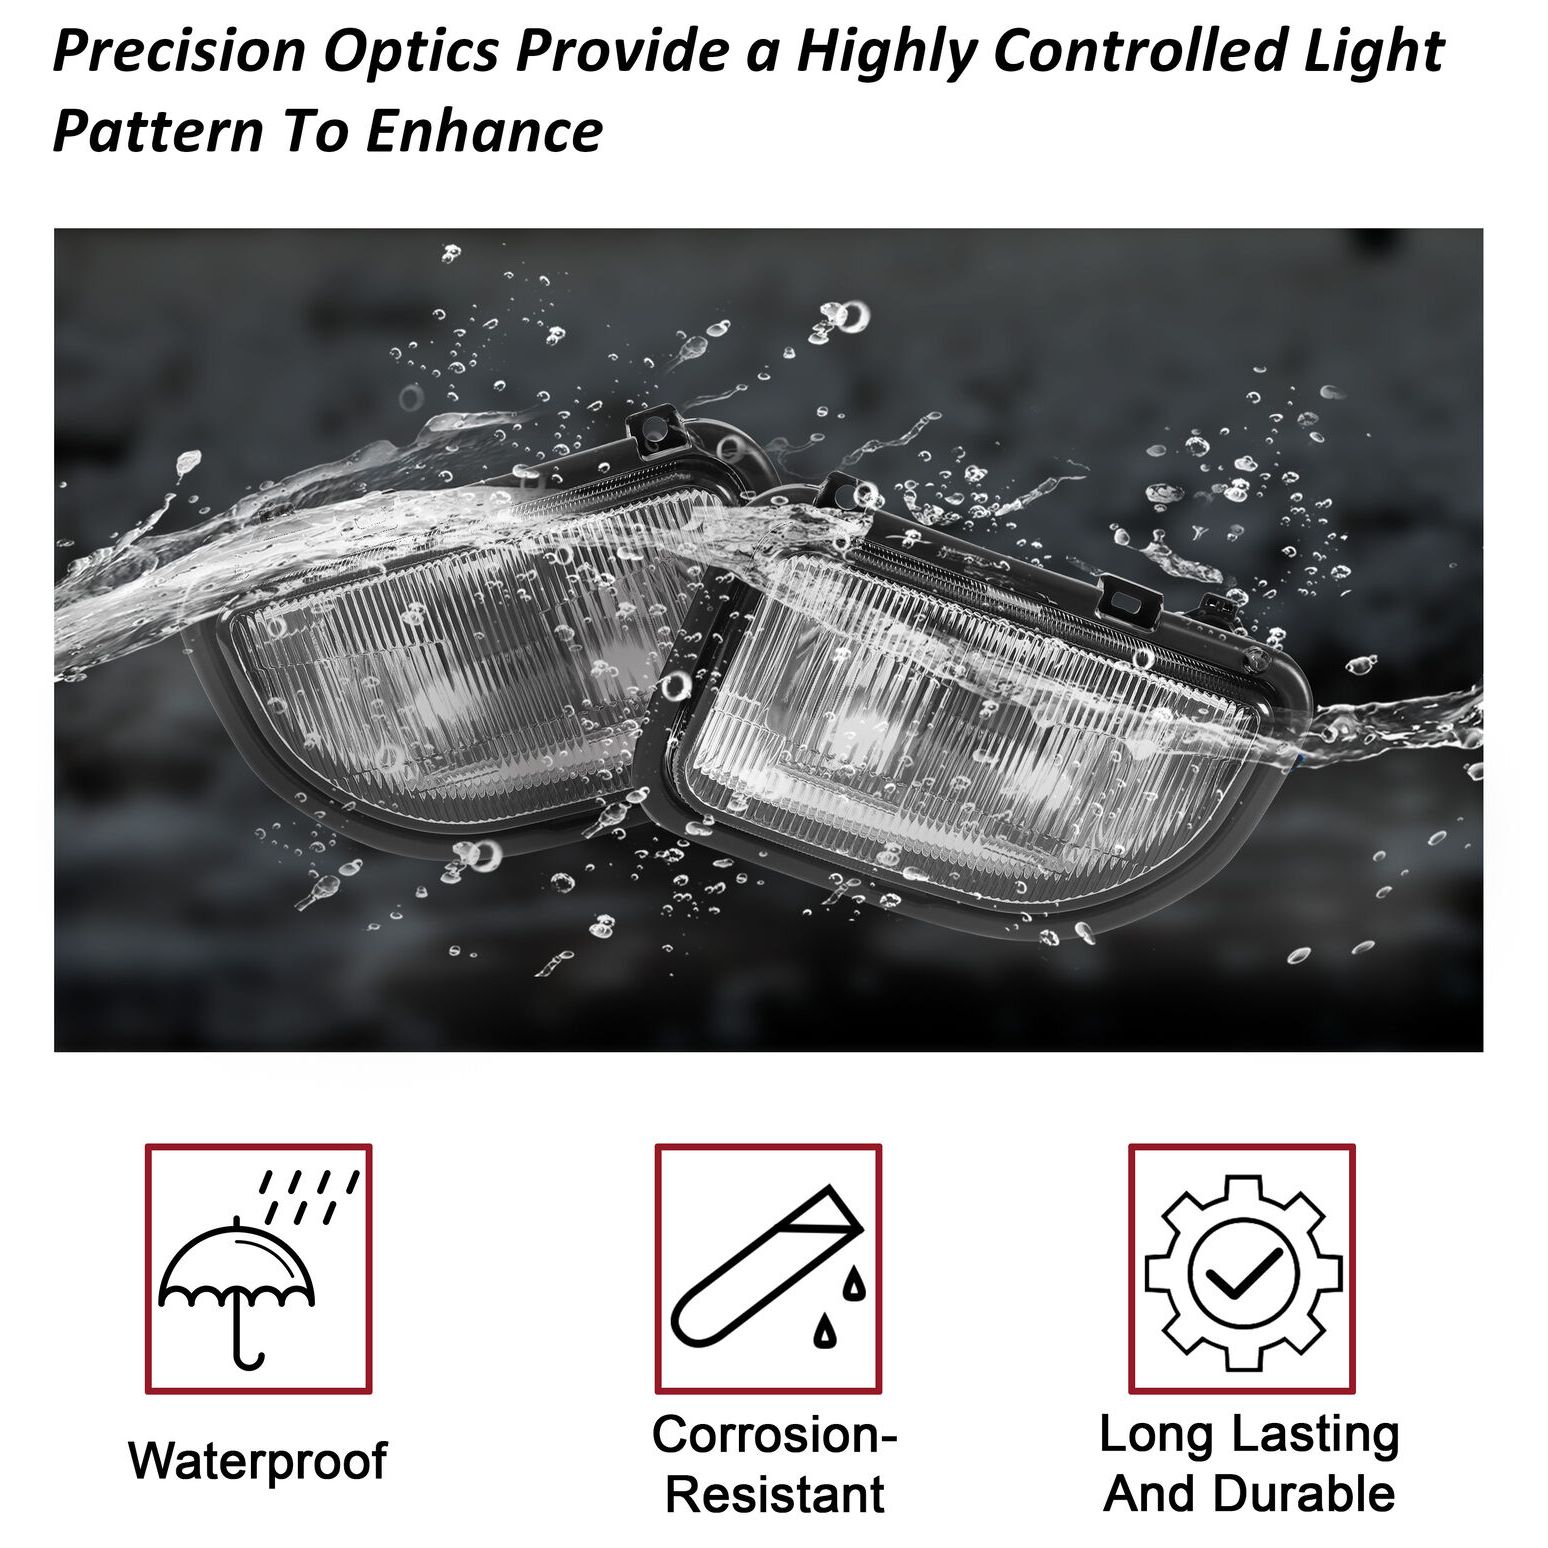 Precision Optics Provide a Highly Controlled Light
Pattern To Enhance
Waterproof
Corrosion-
Resistant
Long Lasting
And Durable